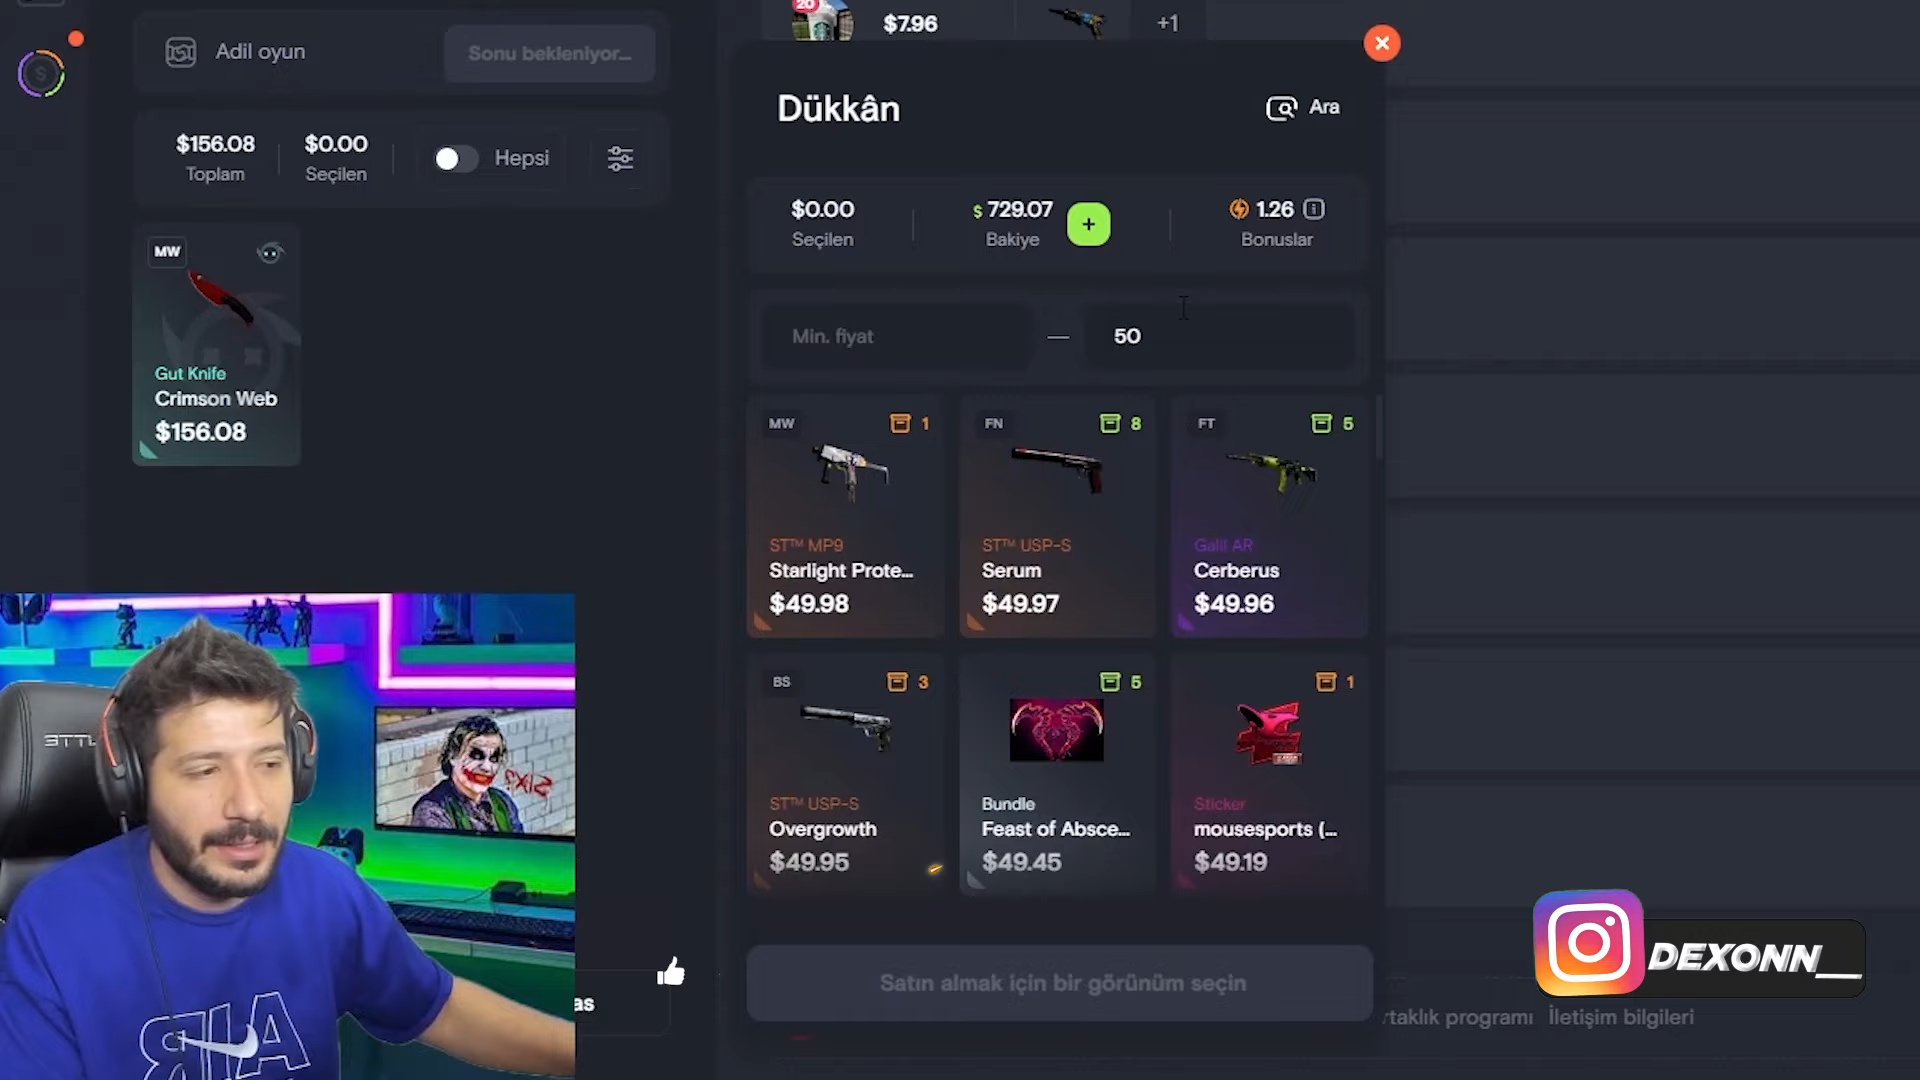 Adil oyun
Sonu bekleniyor...
$156.08
Toplam
$0.00
Seçilen
Hepsi
MW
Gut Knife
Crimson Web
$156.08
20
$7.96
+1
Dükkân
Ara
$0.00
Seçilen
$ 729.07
Bakiye
+
1.26
Bonuslar
Min. fiyat
—
50
MW
1
ST™ MP9
Starlight Prote...
$49.98
FN
8
ST™ USP-S
Serum
$49.97
FT
5
Galil AR
Cerberus
$49.96
BS
3
ST™ USP-S
Overgrowth
$49.95
5
Bundle
Feast of Absce...
$49.45
1
Sticker
mousesports (...
$49.19
Satın almak için bir görünüm seçin
as
DEXONN__
rtaklık programı
İletişim bilgileri